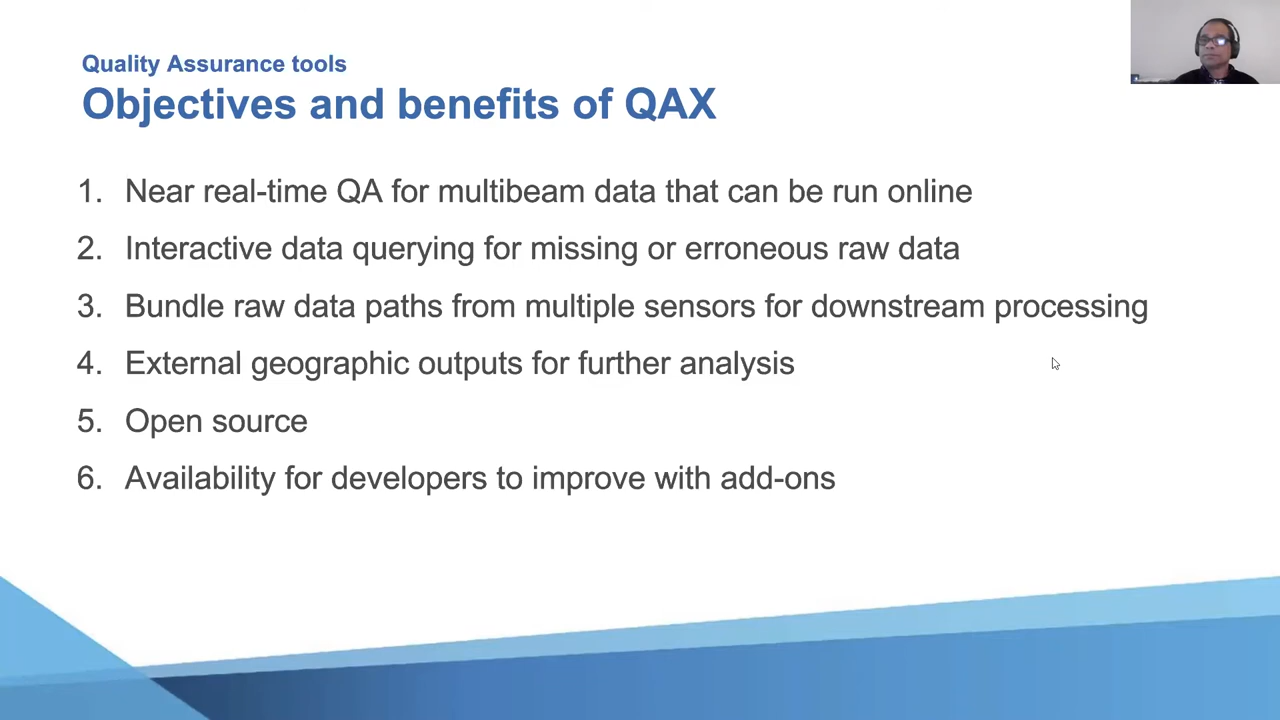 Quality Assurance tools
Objectives and benefits of QAX
1. Near real-time QA for multibeam data that can be run online
2. Interactive data querying for missing or erroneous raw data
3. Bundle raw data paths from multiple sensors for downstream processing
4. External geographic outputs for further analysis
5. Open source
6. Availability for developers to improve with add-ons